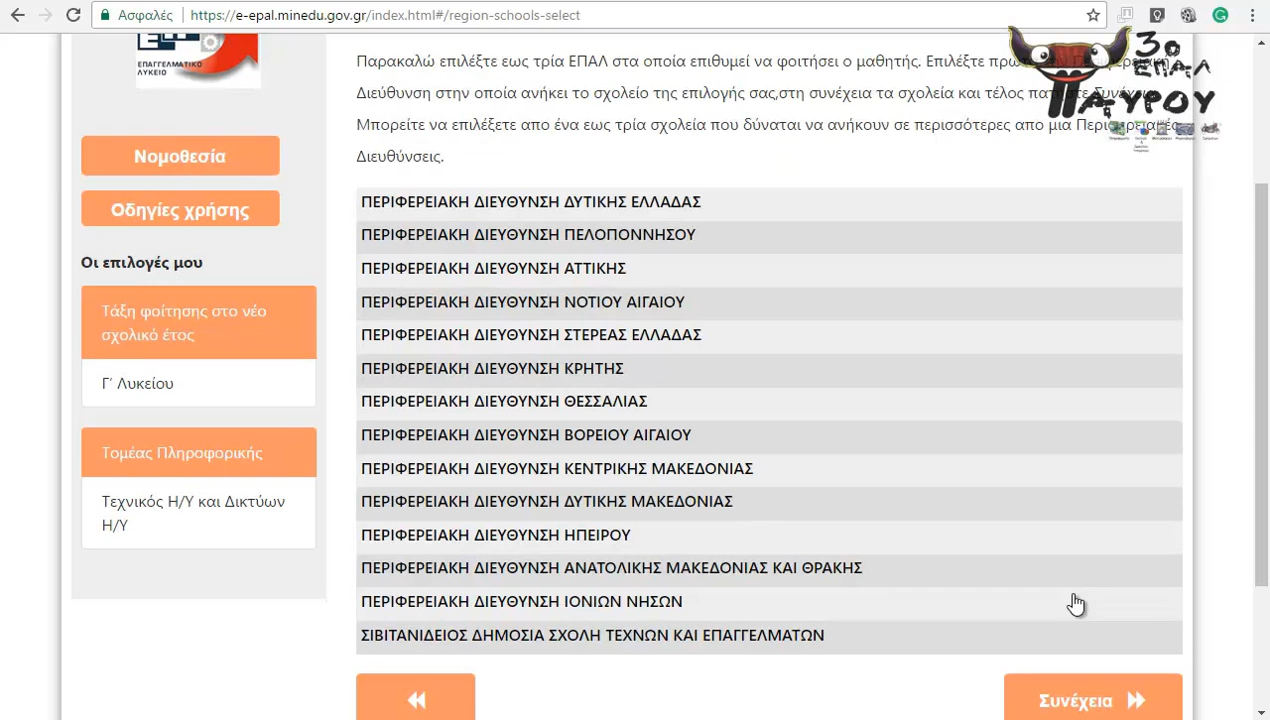 Ασφαλές
https://e-epal.minedu.gov.gr/index.html#/region-schools-select
ΕΠΑΓΓΕΛΜΑΤΙΚΟ
ΛΥΚΕΙΟ
3ο
ΕΠΑΛ
ΠΑΥΡΟΥ
Παρακαλώ επιλέξτε εως τρία ΕΠΑΛ στα οποία επιθυμεί να φοιτήσει ο μαθητής. Επιλέξτε
Διεύθυνση στην οποία ανήκει το σχολείο της επιλογής σας,στη συνέχεια τα σχολεία και τέλος Συνέχεια
Μπορείτε να επιλέξετε απο ένα εως τρία σχολεία που δύναται να ανήκουν σε περισσότερες απο μια
Διευθύνσεις.
Νομοθεσία
Οδηγίες χρήσης
Οι επιλογές μου
Τάξη φοίτησης στο νέο
σχολικό έτος
Γ' Λυκείου
Τομέας Πληροφορικής
Τεχνικός Η/Υ και Δικτύων
Η/Υ
ΠΕΡΙΦΕΡΕΙΑΚΗ ΔΙΕΥΘΥΝΣΗ ΔΥΤΙΚΗΣ ΕΛΛΑΔΑΣ
ΠΕΡΙΦΕΡΕΙΑΚΗ ΔΙΕΥΘΥΝΣΗ ΠΕΛΟΠΟΝΝΗΣΟΥ
ΠΕΡΙΦΕΡΕΙΑΚΗ ΔΙΕΥΘΥΝΣΗ ΑΤΤΙΚΗΣ
ΠΕΡΙΦΕΡΕΙΑΚΗ ΔΙΕΥΘΥΝΣΗ ΝΟΤΙΟΥ ΑΙΓΑΙΟΥ
ΠΕΡΙΦΕΡΕΙΑΚΗ ΔΙΕΥΘΥΝΣΗ ΣΤΕΡΕΑΣ ΕΛΛΑΔΑΣ
ΠΕΡΙΦΕΡΕΙΑΚΗ ΔΙΕΥΘΥΝΣΗ ΚΡΗΤΗΣ
ΠΕΡΙΦΕΡΕΙΑΚΗ ΔΙΕΥΘΥΝΣΗ ΘΕΣΣΑΛΙΑΣ
ΠΕΡΙΦΕΡΕΙΑΚΗ ΔΙΕΥΘΥΝΣΗ ΒΟΡΕΙΟΥ ΑΙΓΑΙΟΥ
ΠΕΡΙΦΕΡΕΙΑΚΗ ΔΙΕΥΘΥΝΣΗ ΚΕΝΤΡΙΚΗΣ ΜΑΚΕΔΟΝΙΑΣ
ΠΕΡΙΦΕΡΕΙΑΚΗ ΔΙΕΥΘΥΝΣΗ ΔΥΤΙΚΗΣ ΜΑΚΕΔΟΝΙΑΣ
ΠΕΡΙΦΕΡΕΙΑΚΗ ΔΙΕΥΘΥΝΣΗ ΗΠΕΙΡΟΥ
ΠΕΡΙΦΕΡΕΙΑΚΗ ΔΙΕΥΘΥΝΣΗ ΑΝΑΤΟΛΙΚΗΣ ΜΑΚΕΔΟΝΙΑΣ ΚΑΙ ΘΡΑΚΗΣ
ΠΕΡΙΦΕΡΕΙΑΚΗ ΔΙΕΥΘΥΝΣΗ ΙΟΝΙΩΝ ΝΗΣΩΝ
ΣΙΒΙΤΑΝΙΔΕΙΟΣ ΔΗΜΟΣΙΑ ΣΧΟΛΗ ΤΕΧΝΩΝ ΚΑΙ ΕΠΑΓΓΕΛΜΑΤΩΝ
Συνέχεια